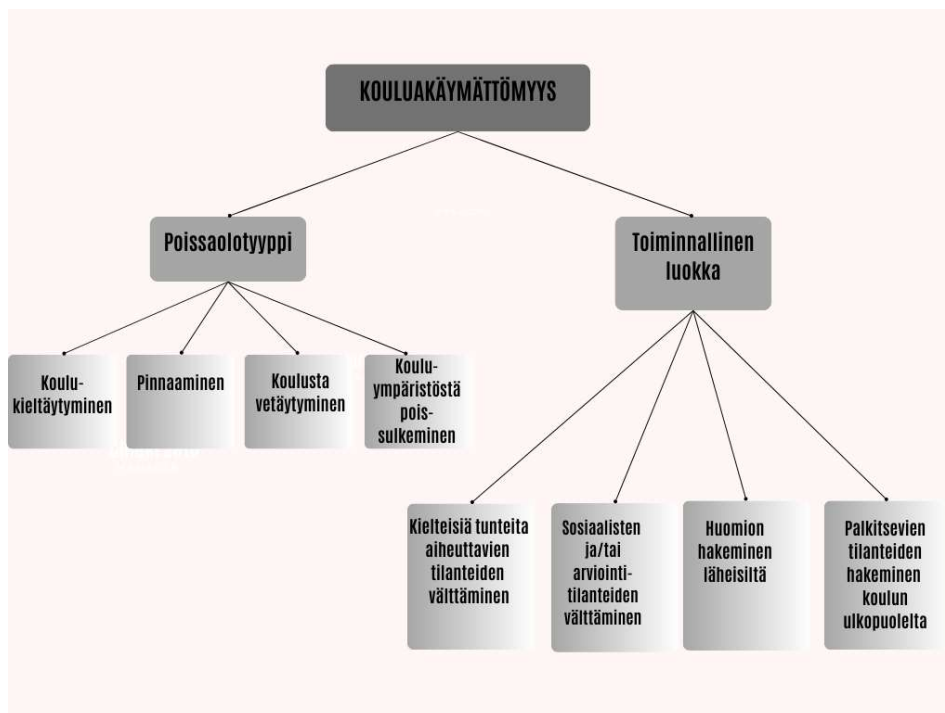 KOULUAKÄYMÄTTÖMYYS
Poissaolotyyppi
Toiminnallinen
luokka
Koulu-
kieltäytyminen
Pinnaaminen
Koulusta
vetäytyminen
Koulu-
ympäristöstä
pois-
sulkeminen
Kielteisiä tunteita
aiheuttavien
tilanteiden
välttäminen
Sosiaalisten
ja/tai
arviointi-
tilanteiden
välttäminen
Huomion
hakeminen
läheisiltä
Palkitsevien
tilanteiden
hakeminen
koulun
ulkopuolelta